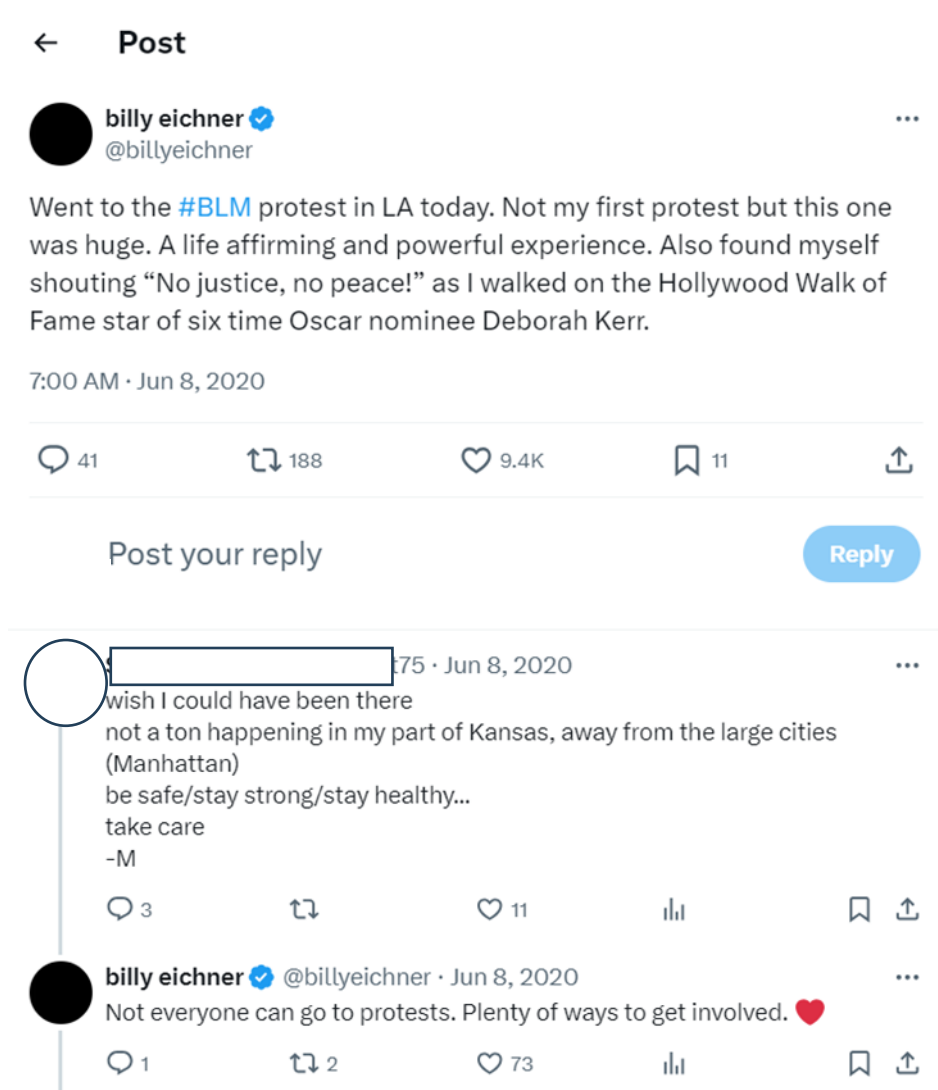 Post
billy eichner
@billyeichner
Went to the #BLM protest in LA today. Not my first protest but this one
was huge. A life affirming and powerful experience. Also found myself
shouting “No justice, no peace!” as I walked on the Hollywood Walk of
Fame star of six time Oscar nominee Deborah Kerr.
7:00 AM · Jun 8, 2020
41 188 9.4K 11
Post your reply Reply
75 · Jun 8, 2020
wish I could have been there
not a ton happening in my part of Kansas, away from the large cities
(Manhattan)
be safe/stay strong/stay healthy...
take care
-M
3 11
billy eichner @billyeichner · Jun 8, 2020
Not everyone can go to protests. Plenty of ways to get involved. ❤️
1 2 73